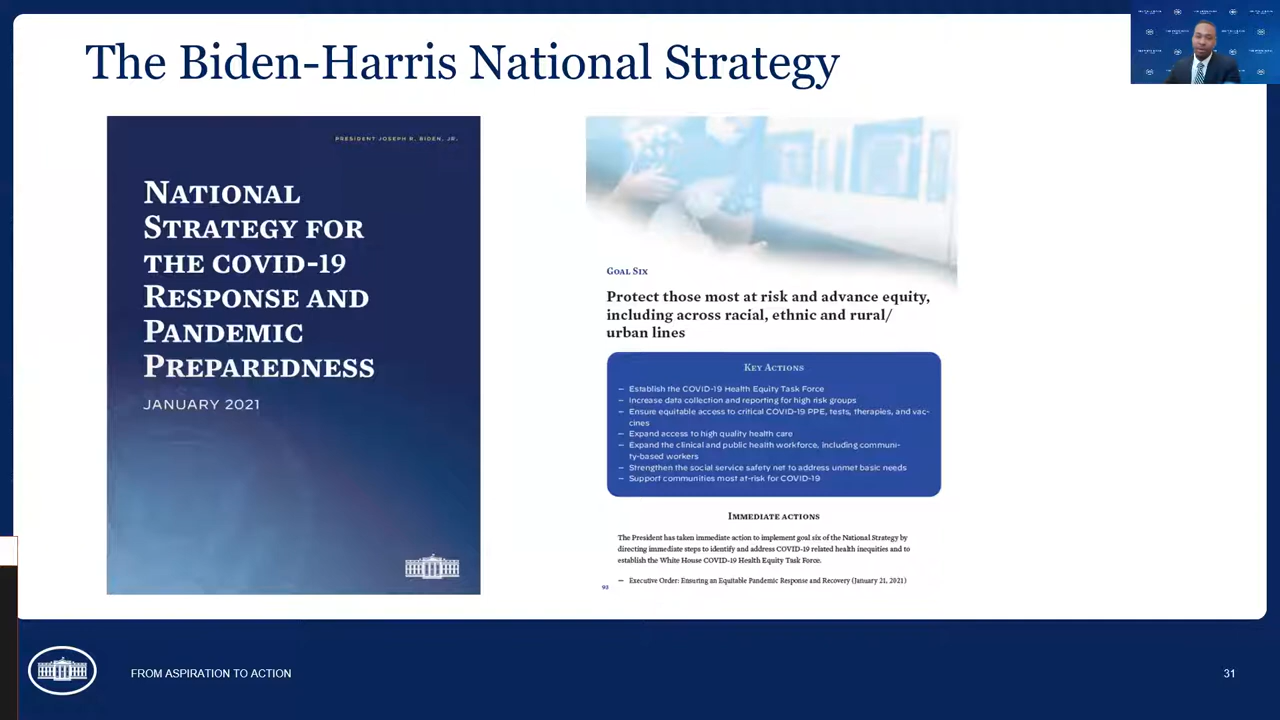 The Biden-Harris National Strategy
PRESIDENT JOSEPH R. BIDEN, JR.
NATIONAL
STRATEGY FOR
THE COVID-19
RESPONSE AND
PANDEMIC
PREPAREDNESS
JANUARY 2021
GOAL SIX
Protect those most at risk and advance equity,
including across racial, ethnic and rural/
urban lines
KEY ACTIONS
– Establish the COVID-19 Health Equity Task Force
– Increase data collection and reporting for high risk groups
– Ensure equitable access to critical COVID-19 PPE, tests, therapies, and vac-
cines
– Expand access to high quality health care
– Expand the clinical and public health workforce, including communi-
ty-based workers
– Strengthen the social service safety net to address unmet basic needs
– Support communities most at-risk for COVID-19
IMMEDIATE ACTIONS
The President has taken immediate action to implement goal six of the National Strategy by
directing immediate steps to identify and address COVID-19 related health inequities and to
establish the White House COVID-19 Health Equity Task Force.
– Executive Order: Ensuring an Equitable Pandemic Response and Recovery (January 21, 2021)
93
FROM ASPIRATION TO ACTION
31